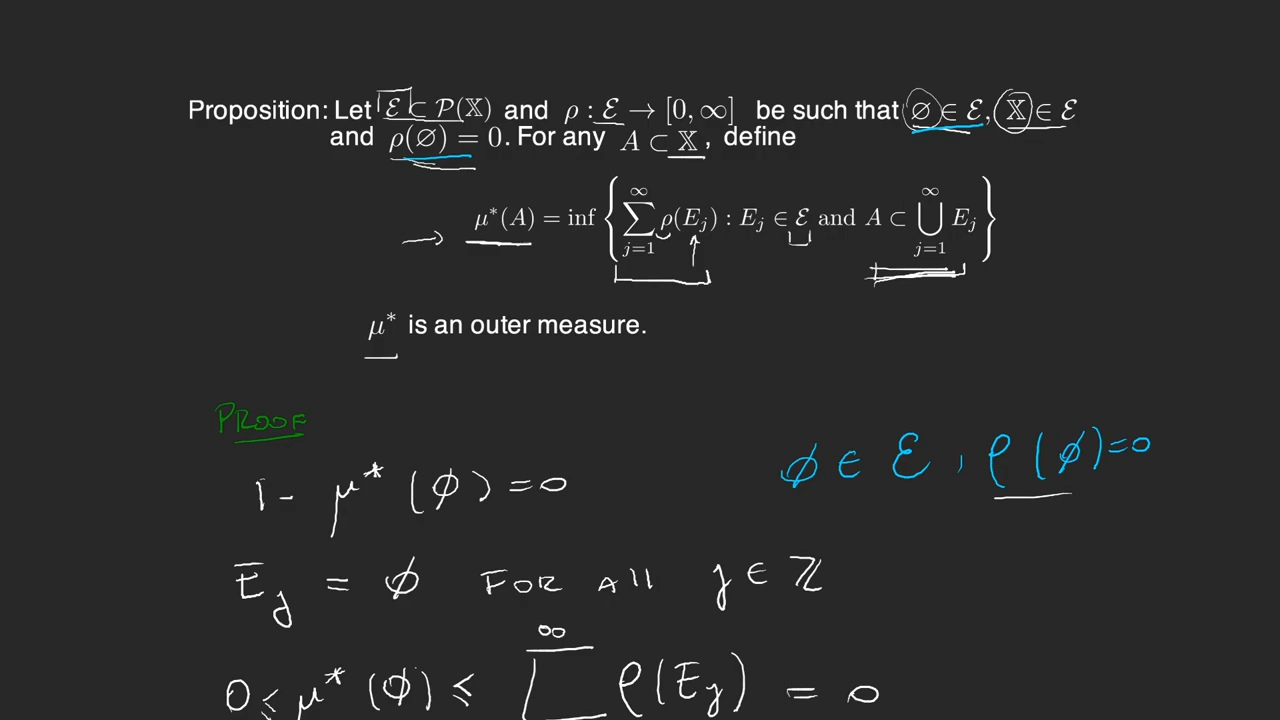 Proposition: Let ℰ ⊂ 𝒫(𝕏) and ρ : ℰ → [0, ∞] be such that ∅ ∈ ℰ, 𝕏 ∈ ℰ
and ρ(∅) = 0. For any A ⊂ 𝕏, define
μ*(A) = inf { ∑_{j=1}^{∞} ρ(E_j) : E_j ∈ ℰ and A ⊂ ⋃_{j=1}^{∞} E_j }
μ* is an outer measure.
PROOF
∅ ∈ ℰ, ρ(∅)=0
1- μ*(∅)=0
E_j = ∅ FOR All j ∈ ℤ
0 ≤ μ*(∅) ≤ ∑^{∞} ρ(E_j) = 0